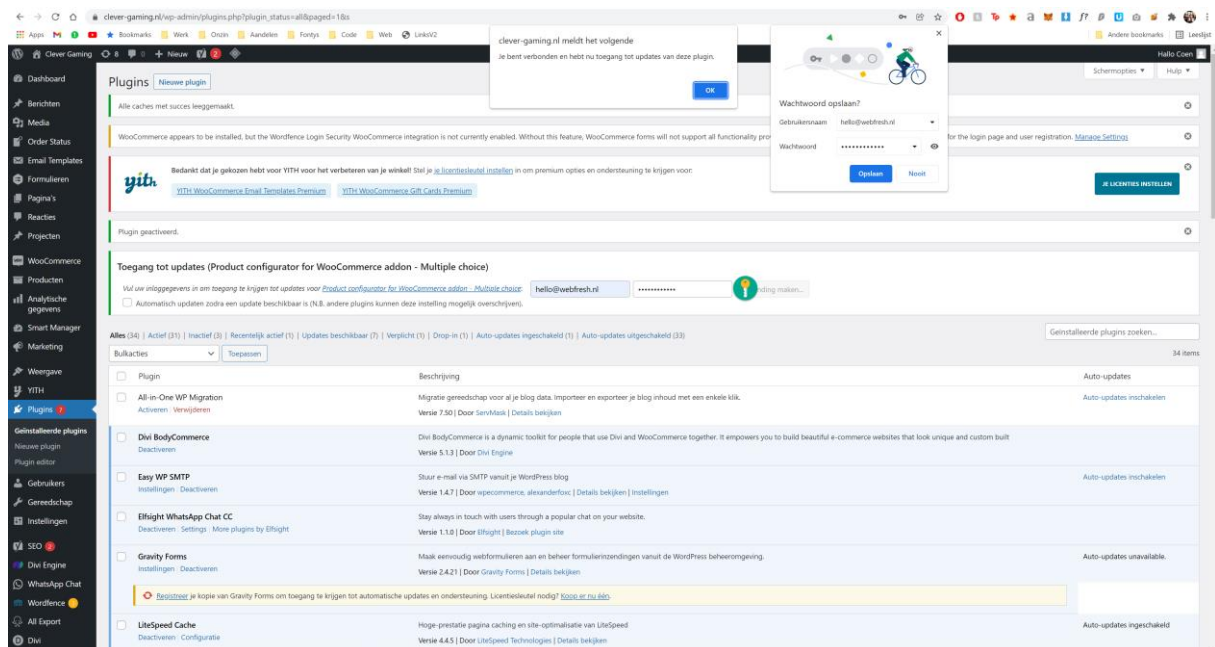 clever-gaming.nl/wp-admin/plugins.php?plugin_status=all&paged=1&s
Apps
Bookmarks
Werk
Onzin
Aandelen
Fontys
Code
Web
LinksV2
Andere bookmarks
Leeslijst
Clever Gaming
8
0
Nieuw
2
Hallo Coen
clever-gaming.nl meldt het volgende
Je bent verbonden en hebt nu toegang tot updates van deze plugin.
OK
Wachtwoord opslaan?
Gebruikersnaam hello@webfresh.nl
Wachtwoord ••••••••••••
Opslaan
Nooit
Schermopties
Hulp
Dashboard
Berichten
Media
Order Status
Email Templates
Formulieren
Pagina's
Reacties
Projecten
WooCommerce
Producten
Analytische
gegevens
Smart Manager
Marketing
Weergave
YITH
Plugins 7
Geïnstalleerde plugins
Nieuwe plugin
Plugin editor
Gebruikers
Gereedschap
Instellingen
SEO 2
Divi Engine
WhatsApp Chat
Wordfence
All Export
Divi
Plugins
Nieuwe plugin
Alle caches met succes leeggemaakt.
WooCommerce appears to be installed, but the Wordfence Login Security WooCommerce integration is not currently enabled. Without this feature, WooCommerce forms will not support all functionality
for the login page and user registration. Manage Settings
yith
Bedankt dat je gekozen hebt voor YITH voor het verbeteren van je winkel! Stel je je licentiesleutel instellen in om premium opties en ondersteuning te krijgen voor:
YITH WooCommerce Email Templates Premium
YITH WooCommerce Gift Cards Premium
JE LICENTIES INSTELLEN
Plugin geactiveerd.
Toegang tot updates (Product configurator for WooCommerce addon - Multiple choice)
Vul uw inloggegevens in om toegang te krijgen tot updates voor Product configurator for WooCommerce addon - Multiple choice:
hello@webfresh.nl
••••••••••••
maken...
Automatisch updaten zodra een update beschikbaar is (N.B. andere plugins kunnen deze instelling mogelijk overschrijven).
Alles (34) | Actief (31) | Inactief (3) | Recentelijk actief (1) | Updates beschikbaar (7) | Verplicht (1) | Drop-in (1) | Auto-updates ingeschakeld (1) | Auto-updates uitgeschakeld (33)
Geïnstalleerde plugins zoeken...
Bulkacties
Toepassen
34 items
Plugin
Beschrijving
Auto-updates
All-in-One WP Migration
Activeren | Verwijderen
Migratie gereedschap voor al je blog data. Importeer en exporteer je blog inhoud met een enkele klik.
Versie 7.50 | Door ServMask | Details bekijken
Auto-updates inschakelen
Divi BodyCommerce
Deactiveren
Divi BodyCommerce is a dynamic toolkit for people that use Divi and WooCommerce together. It empowers you to build beautiful e-commerce websites that look unique and custom built
Versie 5.1.3 | Door Divi Engine
Easy WP SMTP
Instellingen | Deactiveren
Stuur e-mail via SMTP vanuit je WordPress blog
Versie 1.4.7 | Door wpecommerce, alexanderfoxc | Details bekijken | Instellingen
Auto-updates inschakelen
Elfsight WhatsApp Chat CC
Deactiveren | Settings | More plugins by Elfsight
Stay always in touch with users through a popular chat on your website.
Versie 1.1.0 | Door Elfsight | Bezoek plugin site
Gravity Forms
Instellingen | Deactiveren
Maak eenvoudig webformulieren aan en beheer formulierinzendingen vanuit de WordPress beheeromgeving.
Versie 2.4.21 | Door Gravity Forms | Details bekijken
Auto-updates unavailable.
Registreer je kopie van Gravity Forms om toegang te krijgen tot automatische updates en ondersteuning. Licentiesleutel nodig? Koop er nu één.
LiteSpeed Cache
Deactiveren | Configuratie
Hoge-prestatie pagina caching en site-optimalisatie van LiteSpeed
Versie 4.4.5 | Door LiteSpeed Technologies | Details bekijken
Auto-updates ingeschakeld